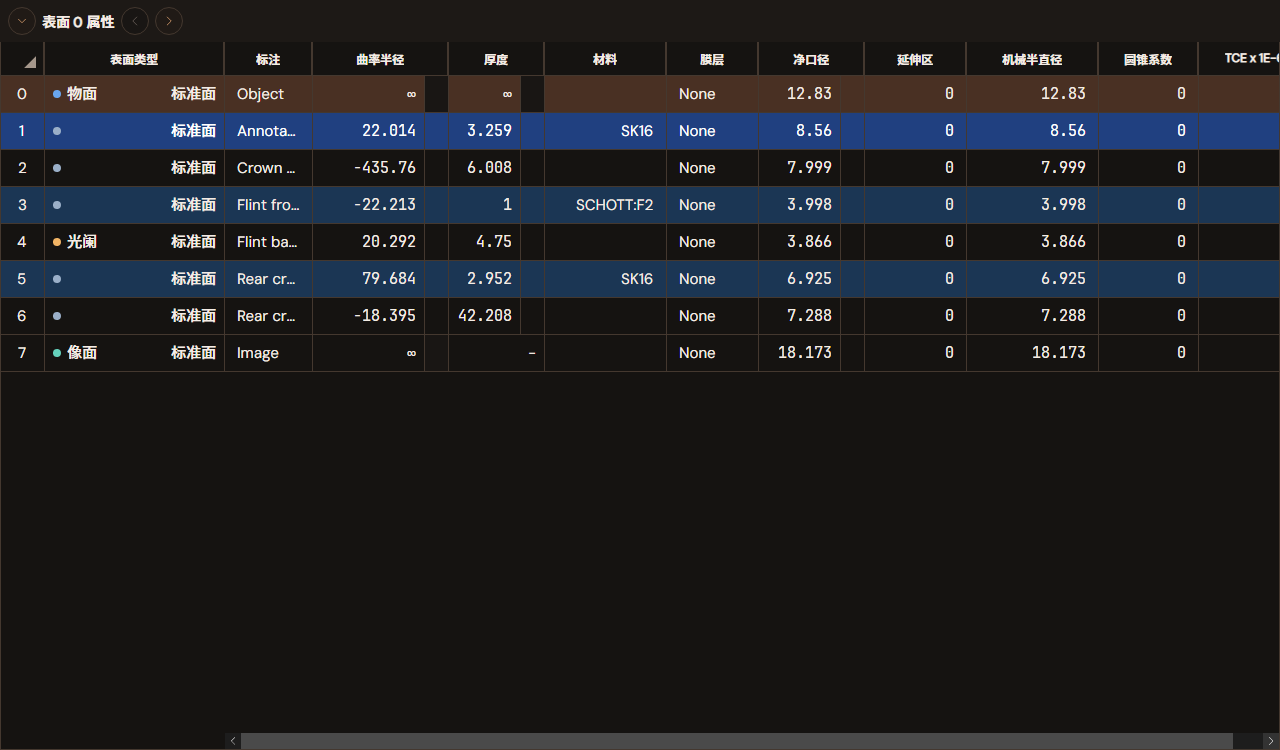 表面 0 属性
表面类型 标注 曲率半径 厚度 材料 膜层 净口径 延伸区 机械半直径 圆锥系数 TCE x 1E-
0 物面 标准面 Object ∞ ∞ None 12.83 0 12.83 0
1 标准面 Annota... 22.014 3.259 SK16 None 8.56 0 8.56 0
2 标准面 Crown ... -435.76 6.008 None 7.999 0 7.999 0
3 标准面 Flint fro... -22.213 1 SCHOTT:F2 None 3.998 0 3.998 0
4 光阑 标准面 Flint ba... 20.292 4.75 None 3.866 0 3.866 0
5 标准面 Rear cr... 79.684 2.952 SK16 None 6.925 0 6.925 0
6 标准面 Rear cr... -18.395 42.208 None 7.288 0 7.288 0
7 像面 标准面 Image ∞ - None 18.173 0 18.173 0